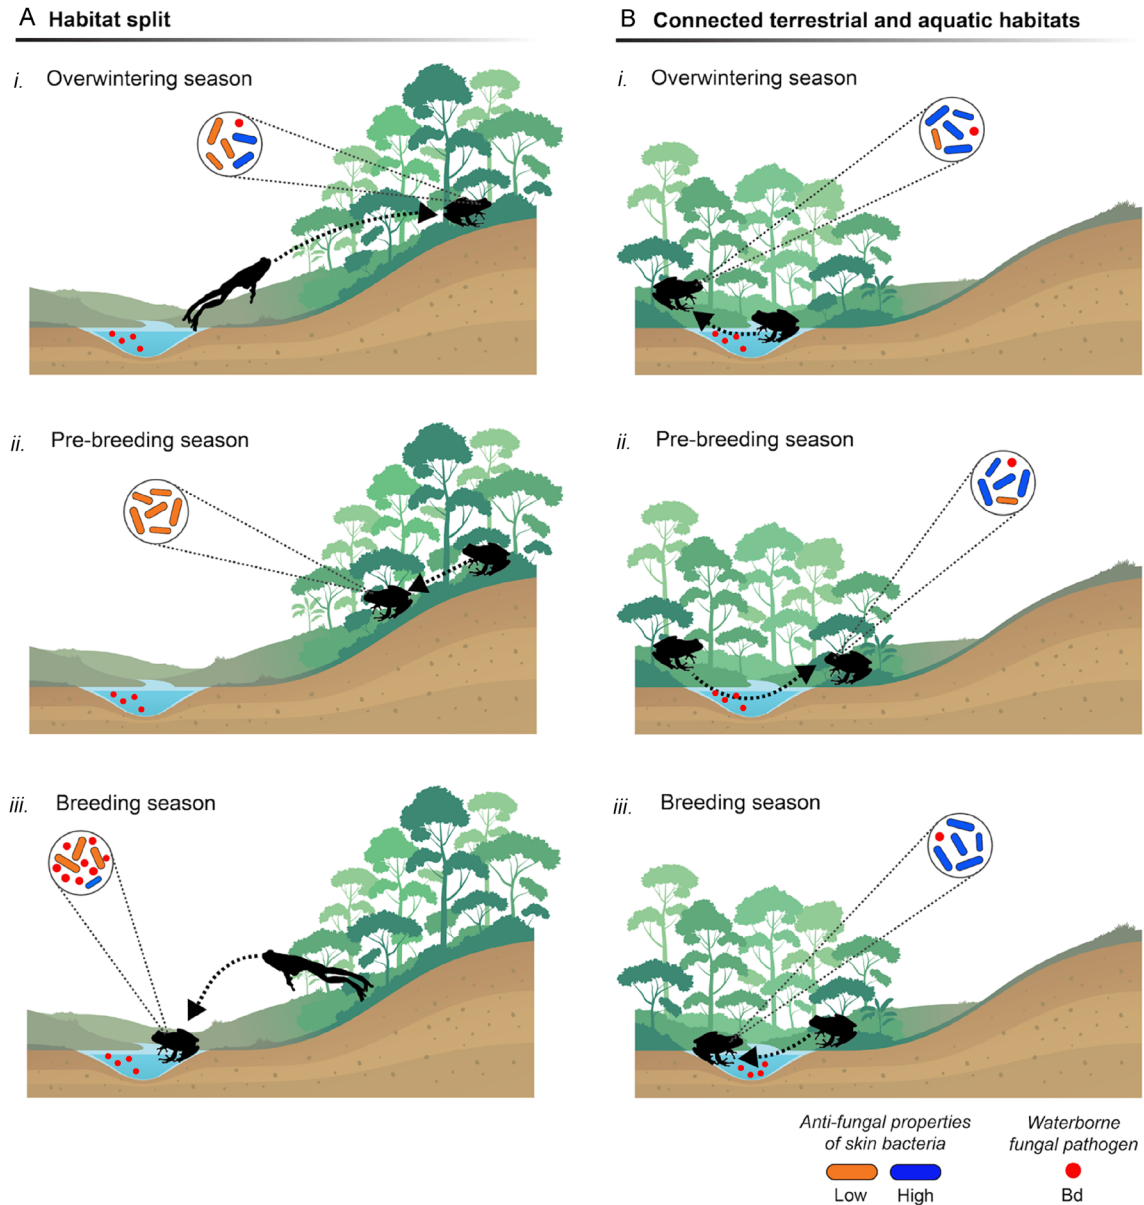 A Habitat split
i. Overwintering season
ii. Pre-breeding season
iii. Breeding season
B Connected terrestrial and aquatic habitats
i. Overwintering season
ii. Pre-breeding season
iii. Breeding season
Anti-fungal properties
of skin bacteria
Low High
Waterborne
fungal pathogen
Bd